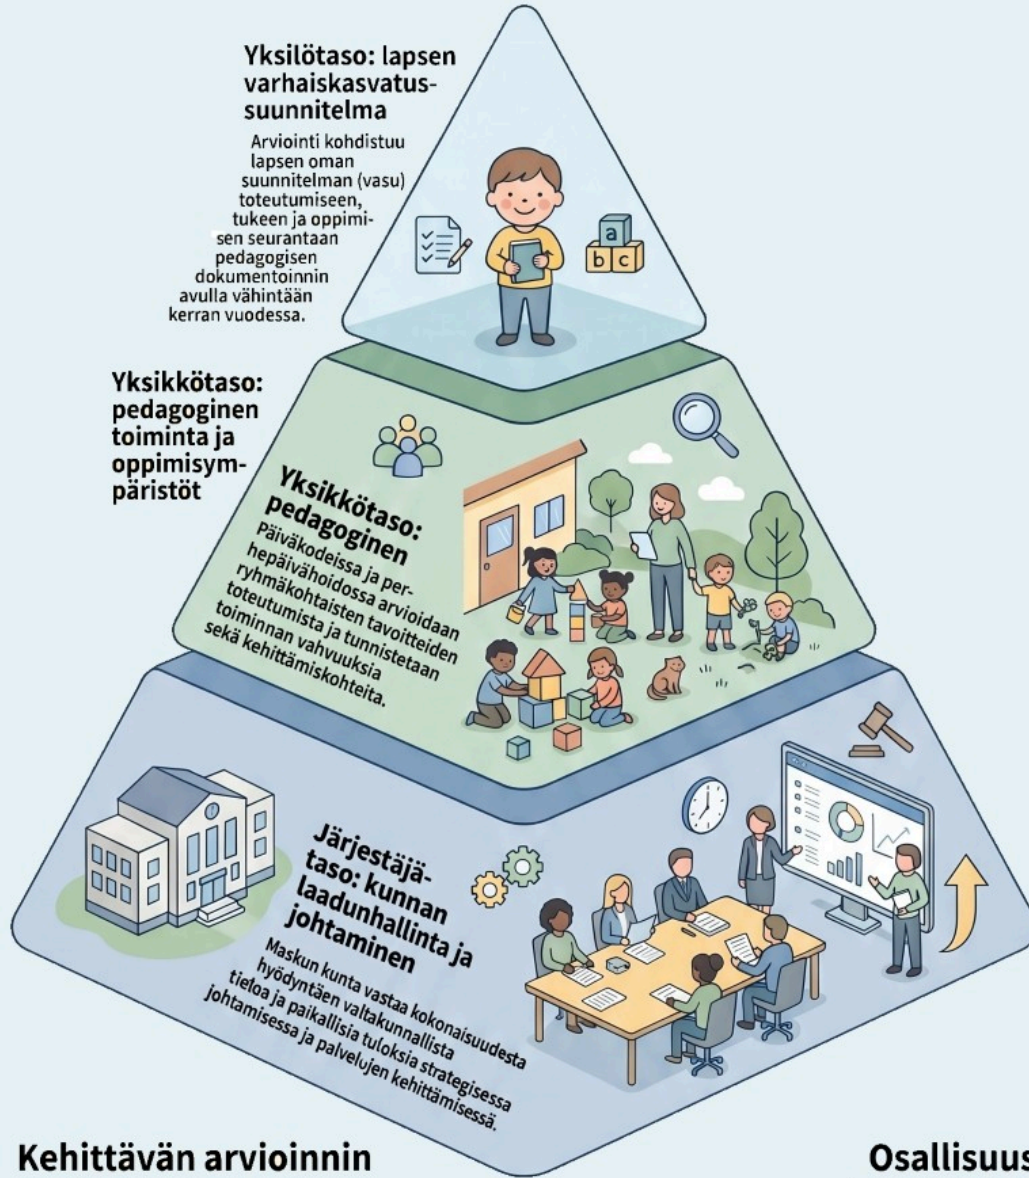 Yksilötaso: lapsen
varhaiskasvatus-
suunnitelma
Arviointi kohdistuu
lapsen oman
suunnitelman (vasu)
toteutumiseen,
tukeen ja oppimi-
sen seurantaan
pedagogisen
dokumentoinnin
avulla vähintään
kerran vuodessa.
a
b c
Yksikkötaso:
pedagoginen
toiminta ja
oppimisym-
päristöt
Yksikkötaso:
pedagoginen
Päiväkodeissa ja per-
hepäivähoidossa arvioidaan
ryhmäkohtaisten tavoitteiden
toteutumista ja tunnistetaan
toiminnan vahvuuksia
sekä kehittämiskohteita.
Järjestäjä-
taso: kunnan
laadunhallinta ja
johtaminen
Maskun kunta vastaa kokonaisuudesta
hyödyntäen valtakunnallista
tietoa ja paikallisia tuloksia strategisessa
johtamisessa ja palvelujen kehittämisessä.
Kehittävän arvioinnin
Osallisuus